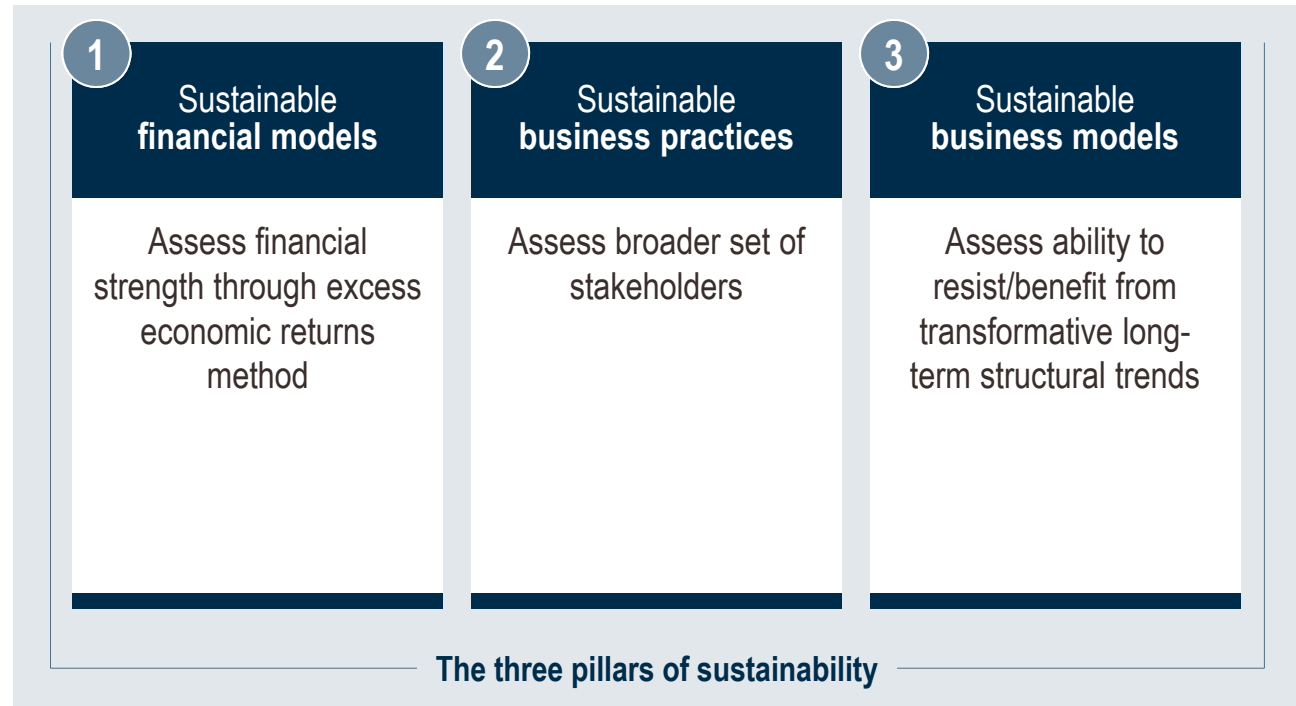 1
Sustainable
financial models
Assess financial
strength through excess
economic returns
method
2
Sustainable
business practices
Assess broader set of
stakeholders
3
Sustainable
business models
Assess ability to
resist/benefit from
transformative long-
term structural trends
The three pillars of sustainability